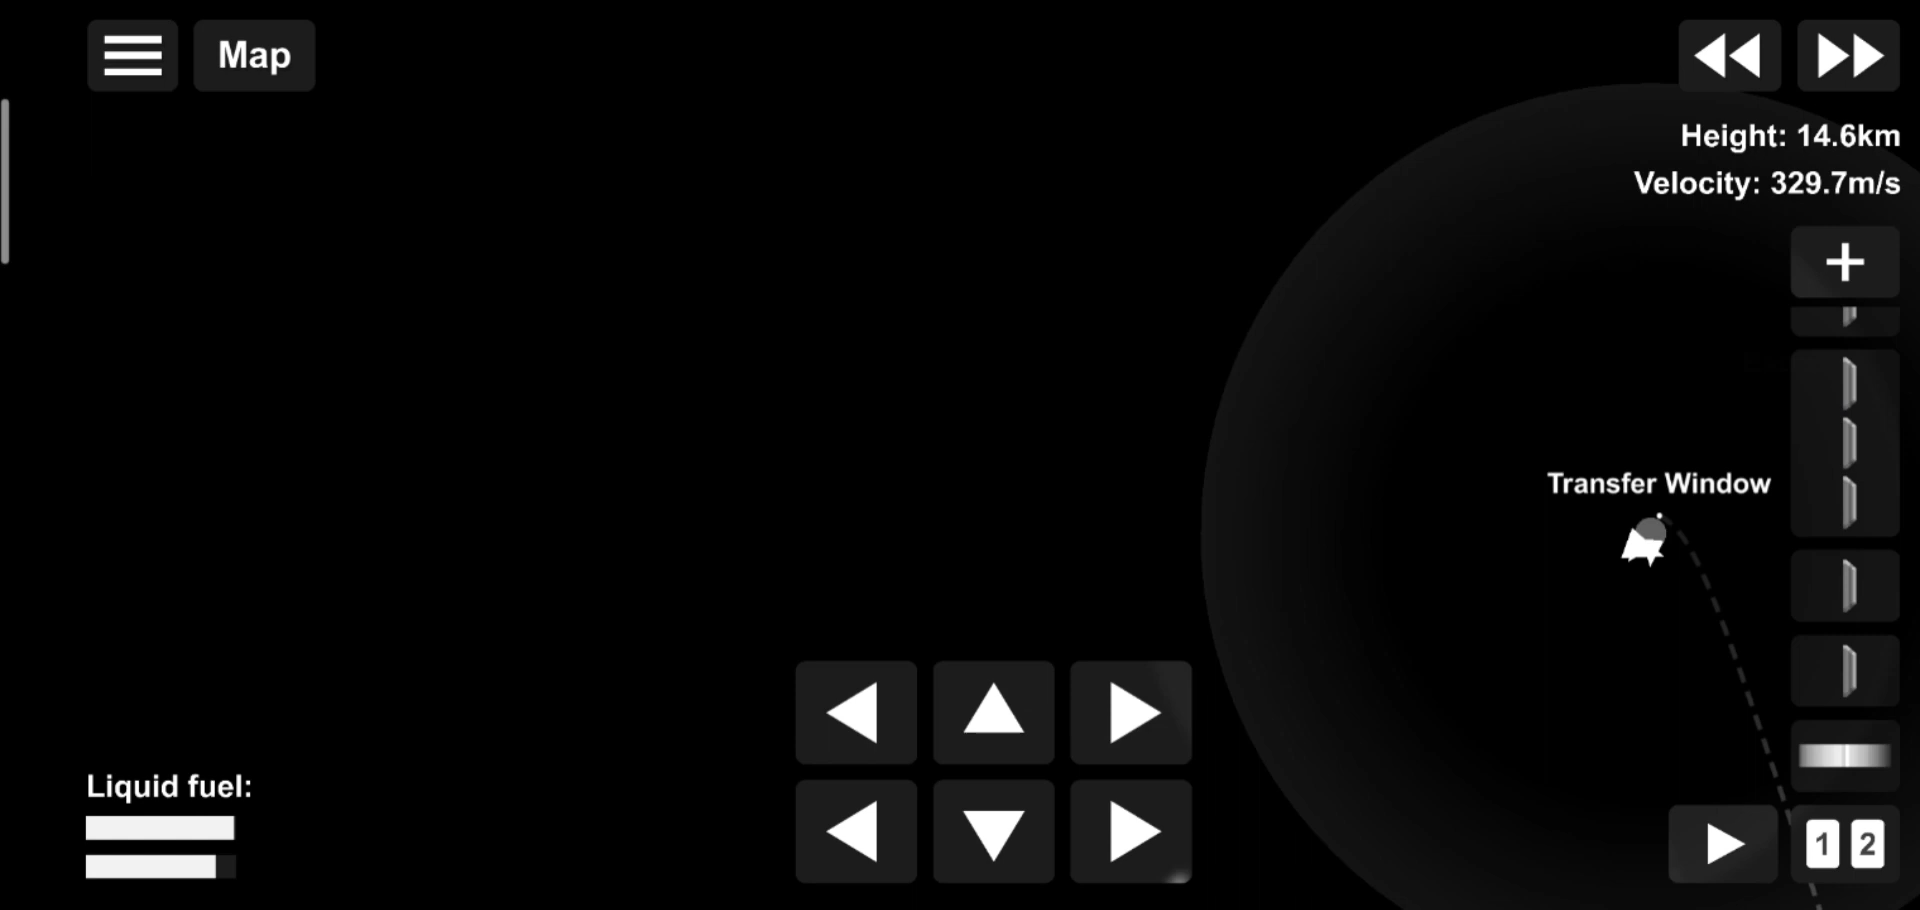 Map
Height: 14.6km
Velocity: 329.7m/s
Transfer Window
Liquid fuel:
1 2